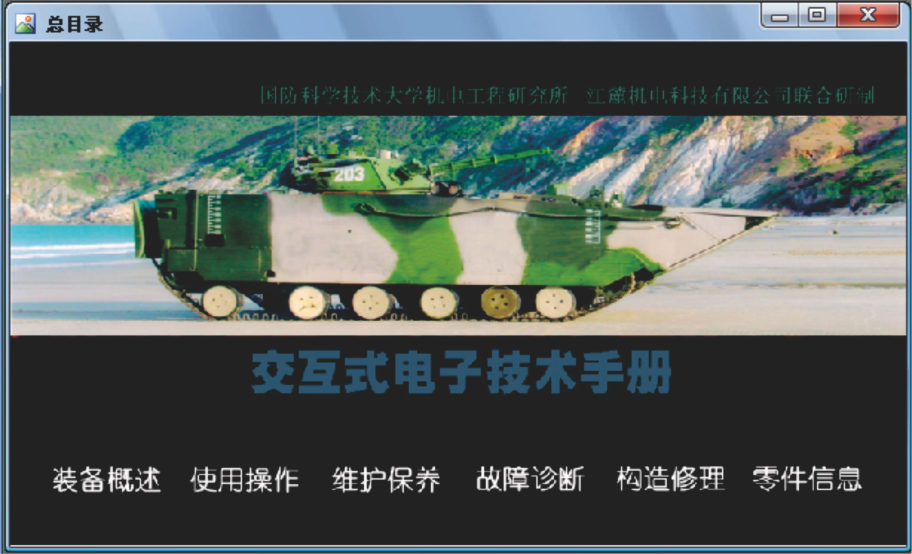 总目录
国防科学技术大学机电工程研究所 江麓机电科技有限公司联合研制
203
交互式电子技术手册
装备概述 使用操作 维护保养 故障诊断 构造修理 零件信息